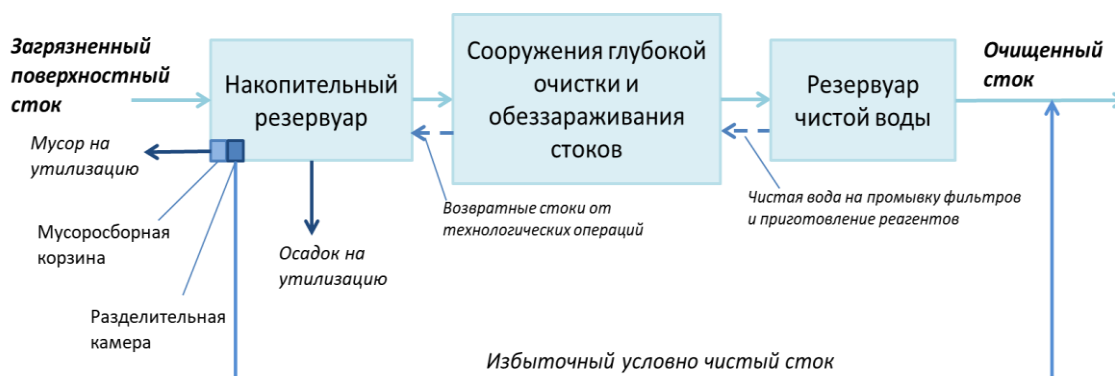 Загрязненный
поверхностный
сток
Накопительный
резервуар
Сооружения глубокой
очистки и
обеззараживания
стоков
Резервуар
чистой воды
Очищенный
сток
Мусор на
утилизацию
Мусоросборная
корзина
Разделительная
камера
Осадок на
утилизацию
Возвратные стоки от
технологических операций
Чистая вода на промывку фильтров
и приготовление реагентов
Избыточный условно чистый сток